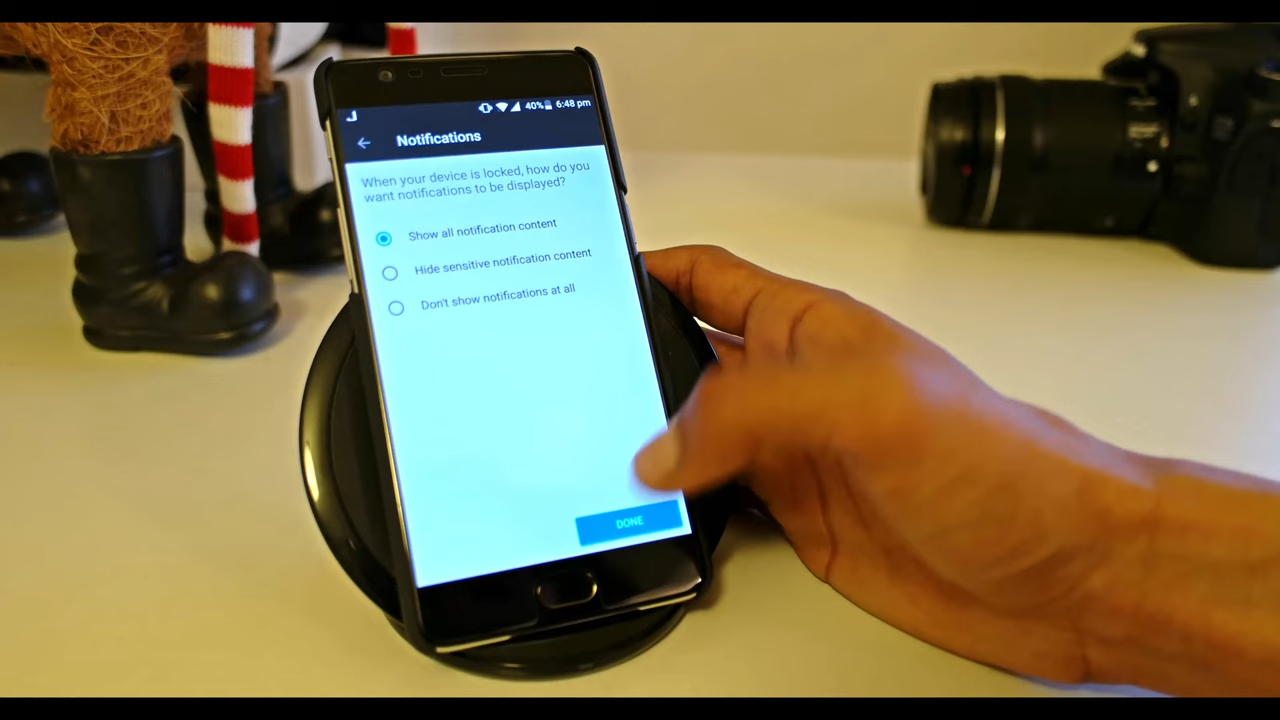 40% 6:48 pm
Notifications
When your device is locked, how do you
want notifications to be displayed?
Show all notification content
Hide sensitive notification content
Don't show notifications at all
DONE